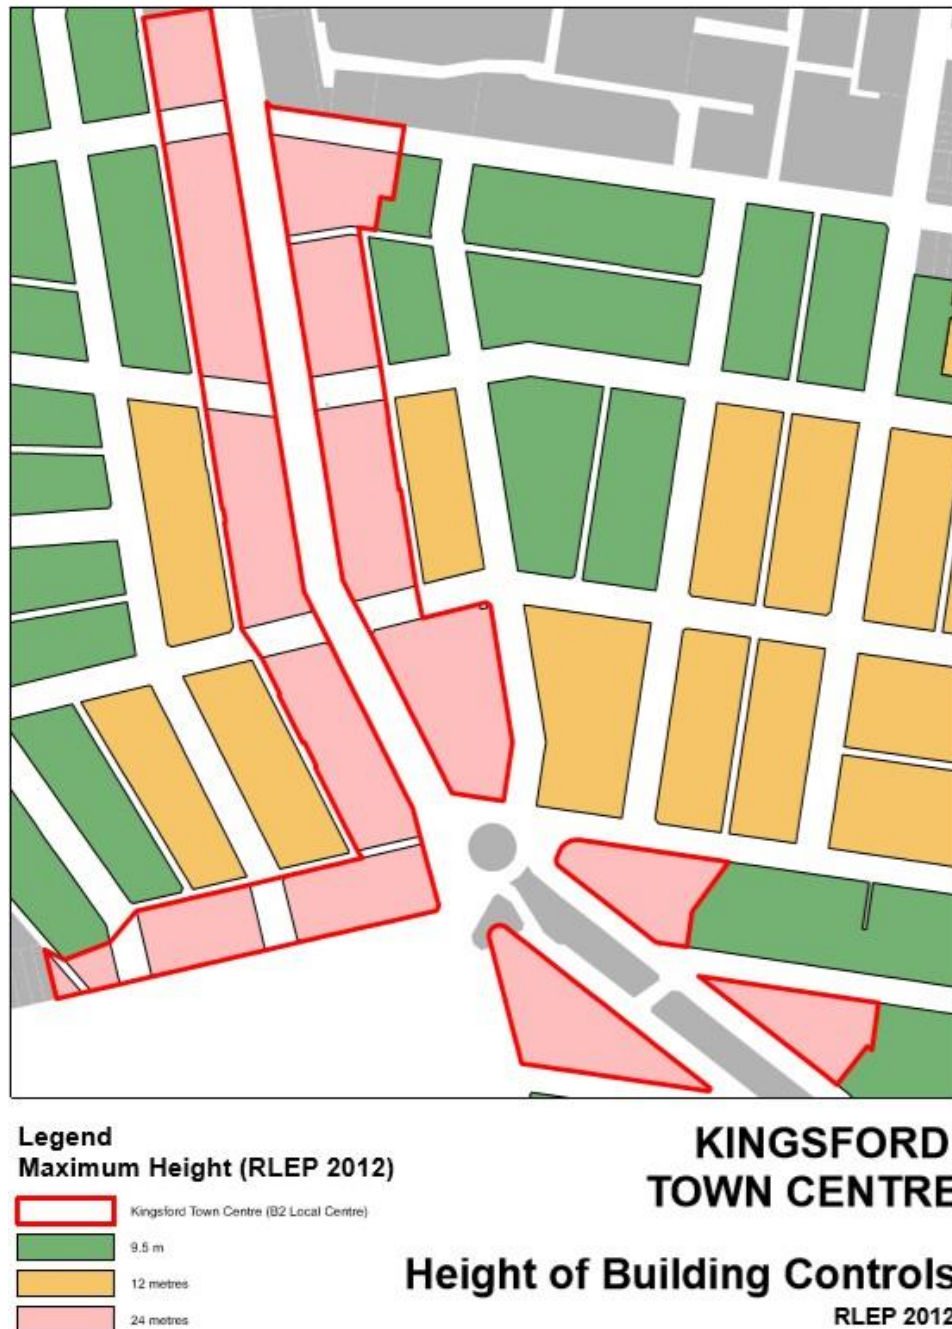 Legend
Maximum Height (RLEP 2012)
Kingsford Town Centre (B2 Local Centre)
9.5 m
12 metres
24 metres
KINGSFORD
TOWN CENTRE
Height of Building Controls
RLEP 2012